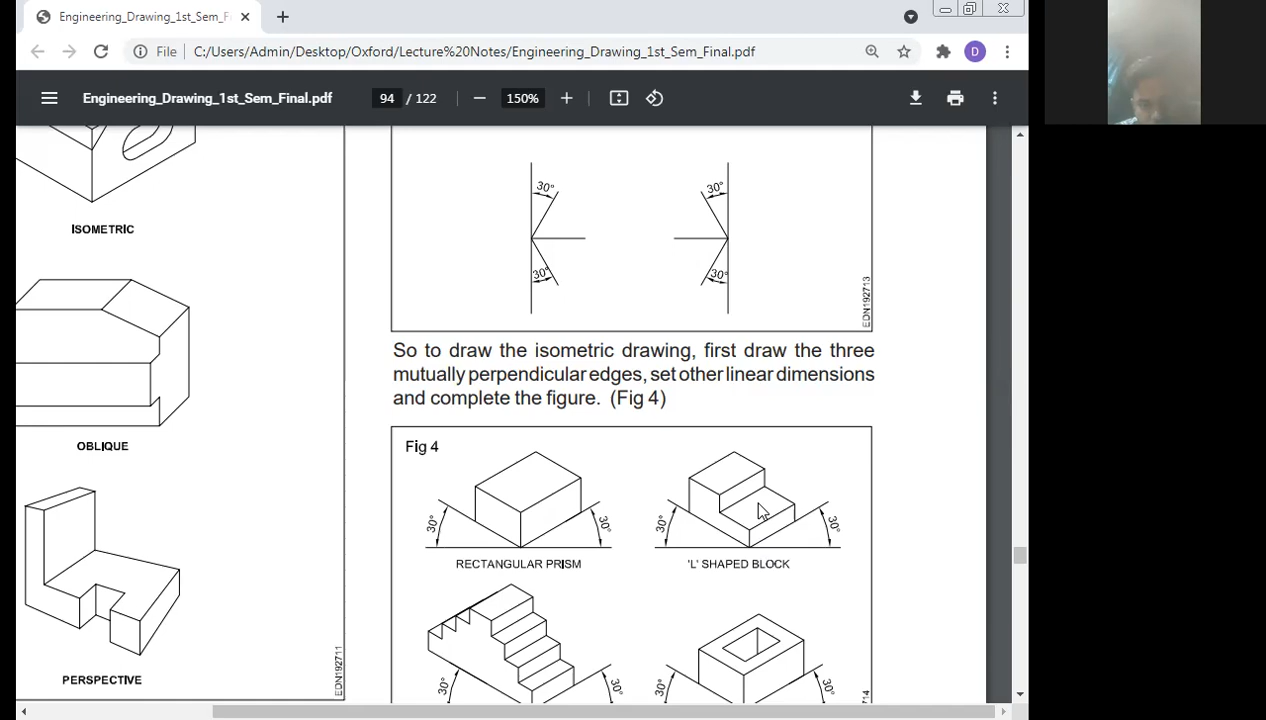 Engineering_Drawing_1st_Sem_Fi
File C:/Users/Admin/Desktop/Oxford/Lecture%20Notes/Engineering_Drawing_1st_Sem_Final.pdf
D
Engineering_Drawing_1st_Sem_Final.pdf
94 / 122
150%
ISOMETRIC
OBLIQUE
PERSPECTIVE
EDN192711
30°
30°
30°
30°
EDN192713
So to draw the isometric drawing, first draw the three
mutually perpendicular edges, set other linear dimensions
and complete the figure. (Fig 4)
Fig 4
30°
30°
RECTANGULAR PRISM
30°
30°
'L' SHAPED BLOCK
30°
30°
30°
30°
14